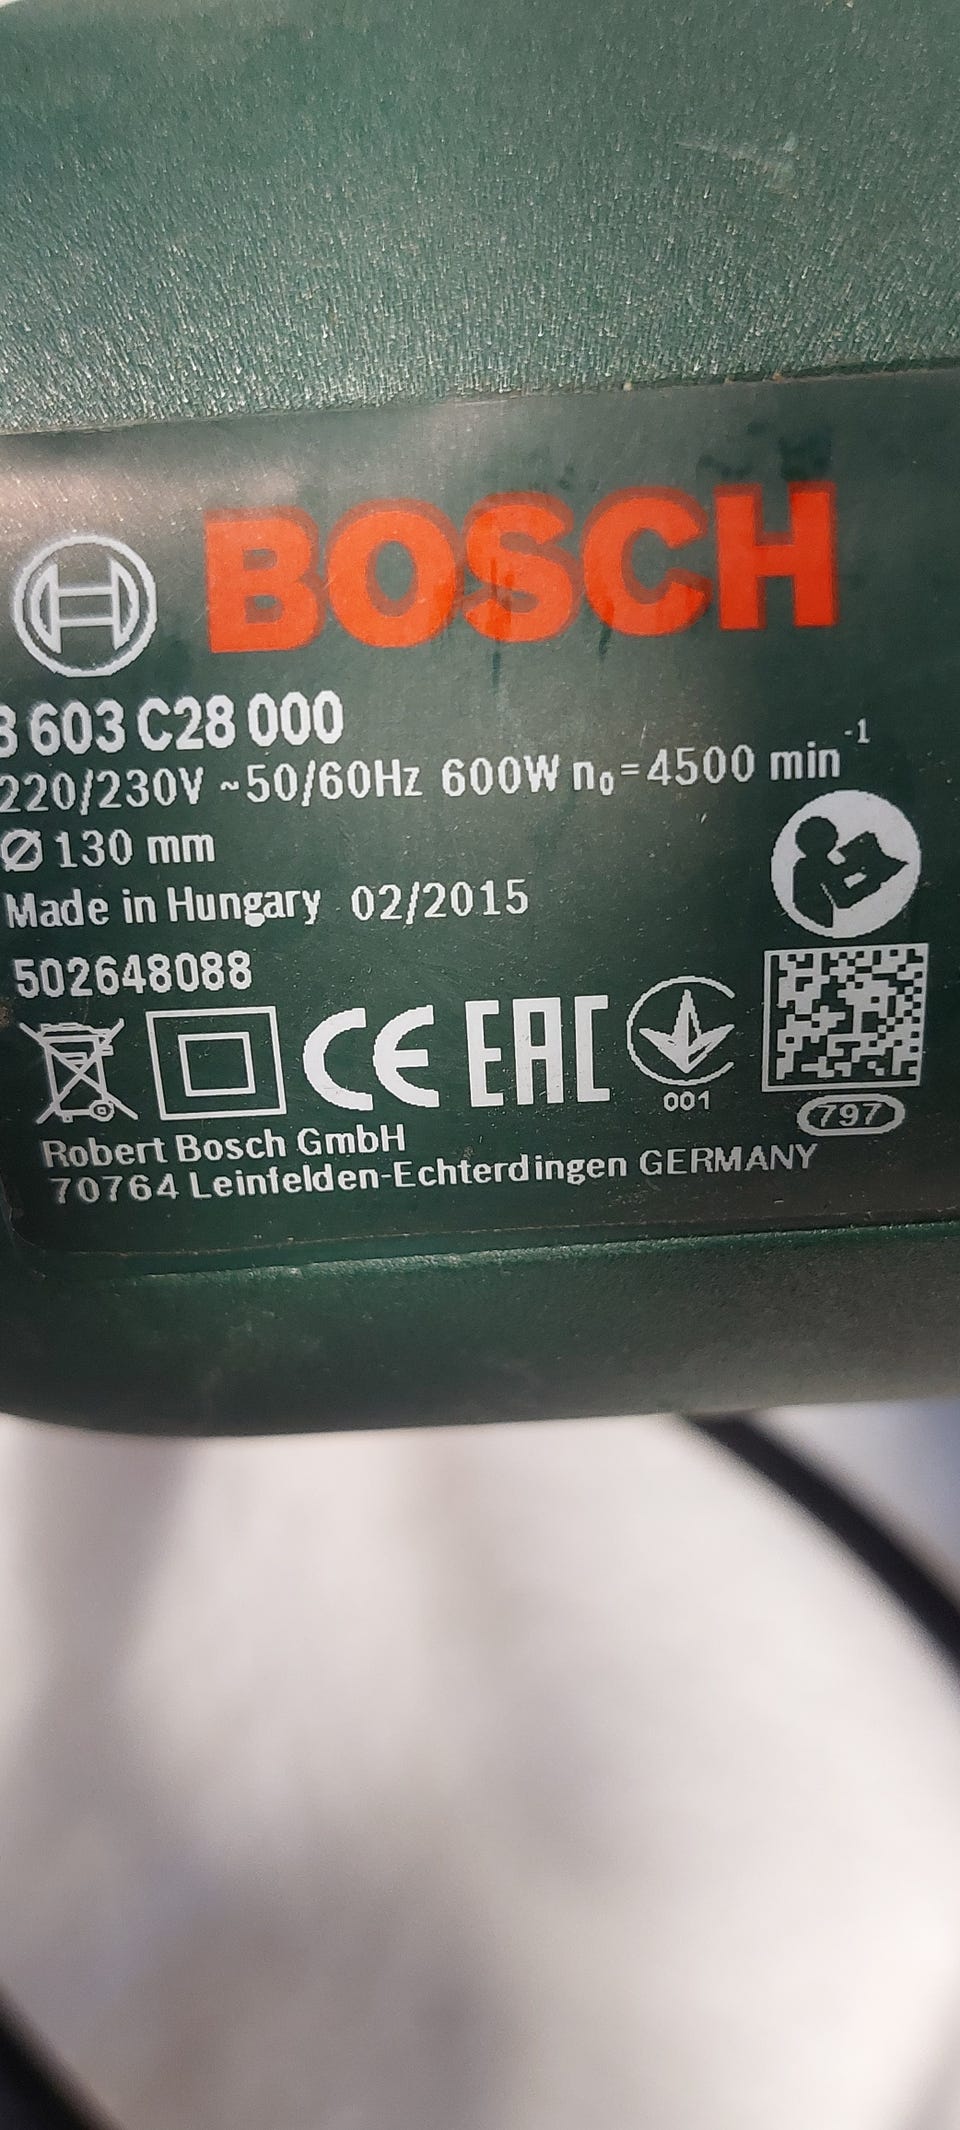 BOSCH
3 603 C28 000
220/230V ~50/60Hz 600W n₀=4500 min⁻¹
Ø 130 mm
Made in Hungary 02/2015
502648088
CE EAC
001
797
Robert Bosch GmbH
70764 Leinfelden-Echterdingen GERMANY